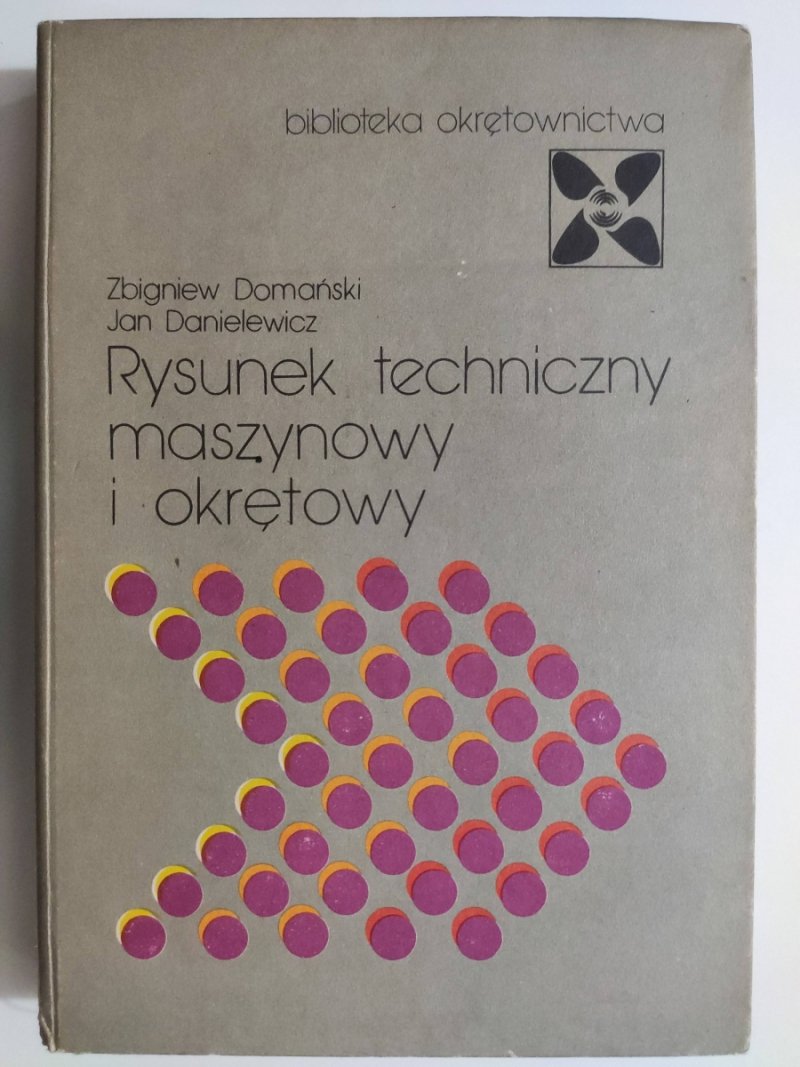 biblioteka okrętownictwa
Zbigniew Domański
Jan Danielewicz
Rysunek techniczny
maszynowy
i okrętowy